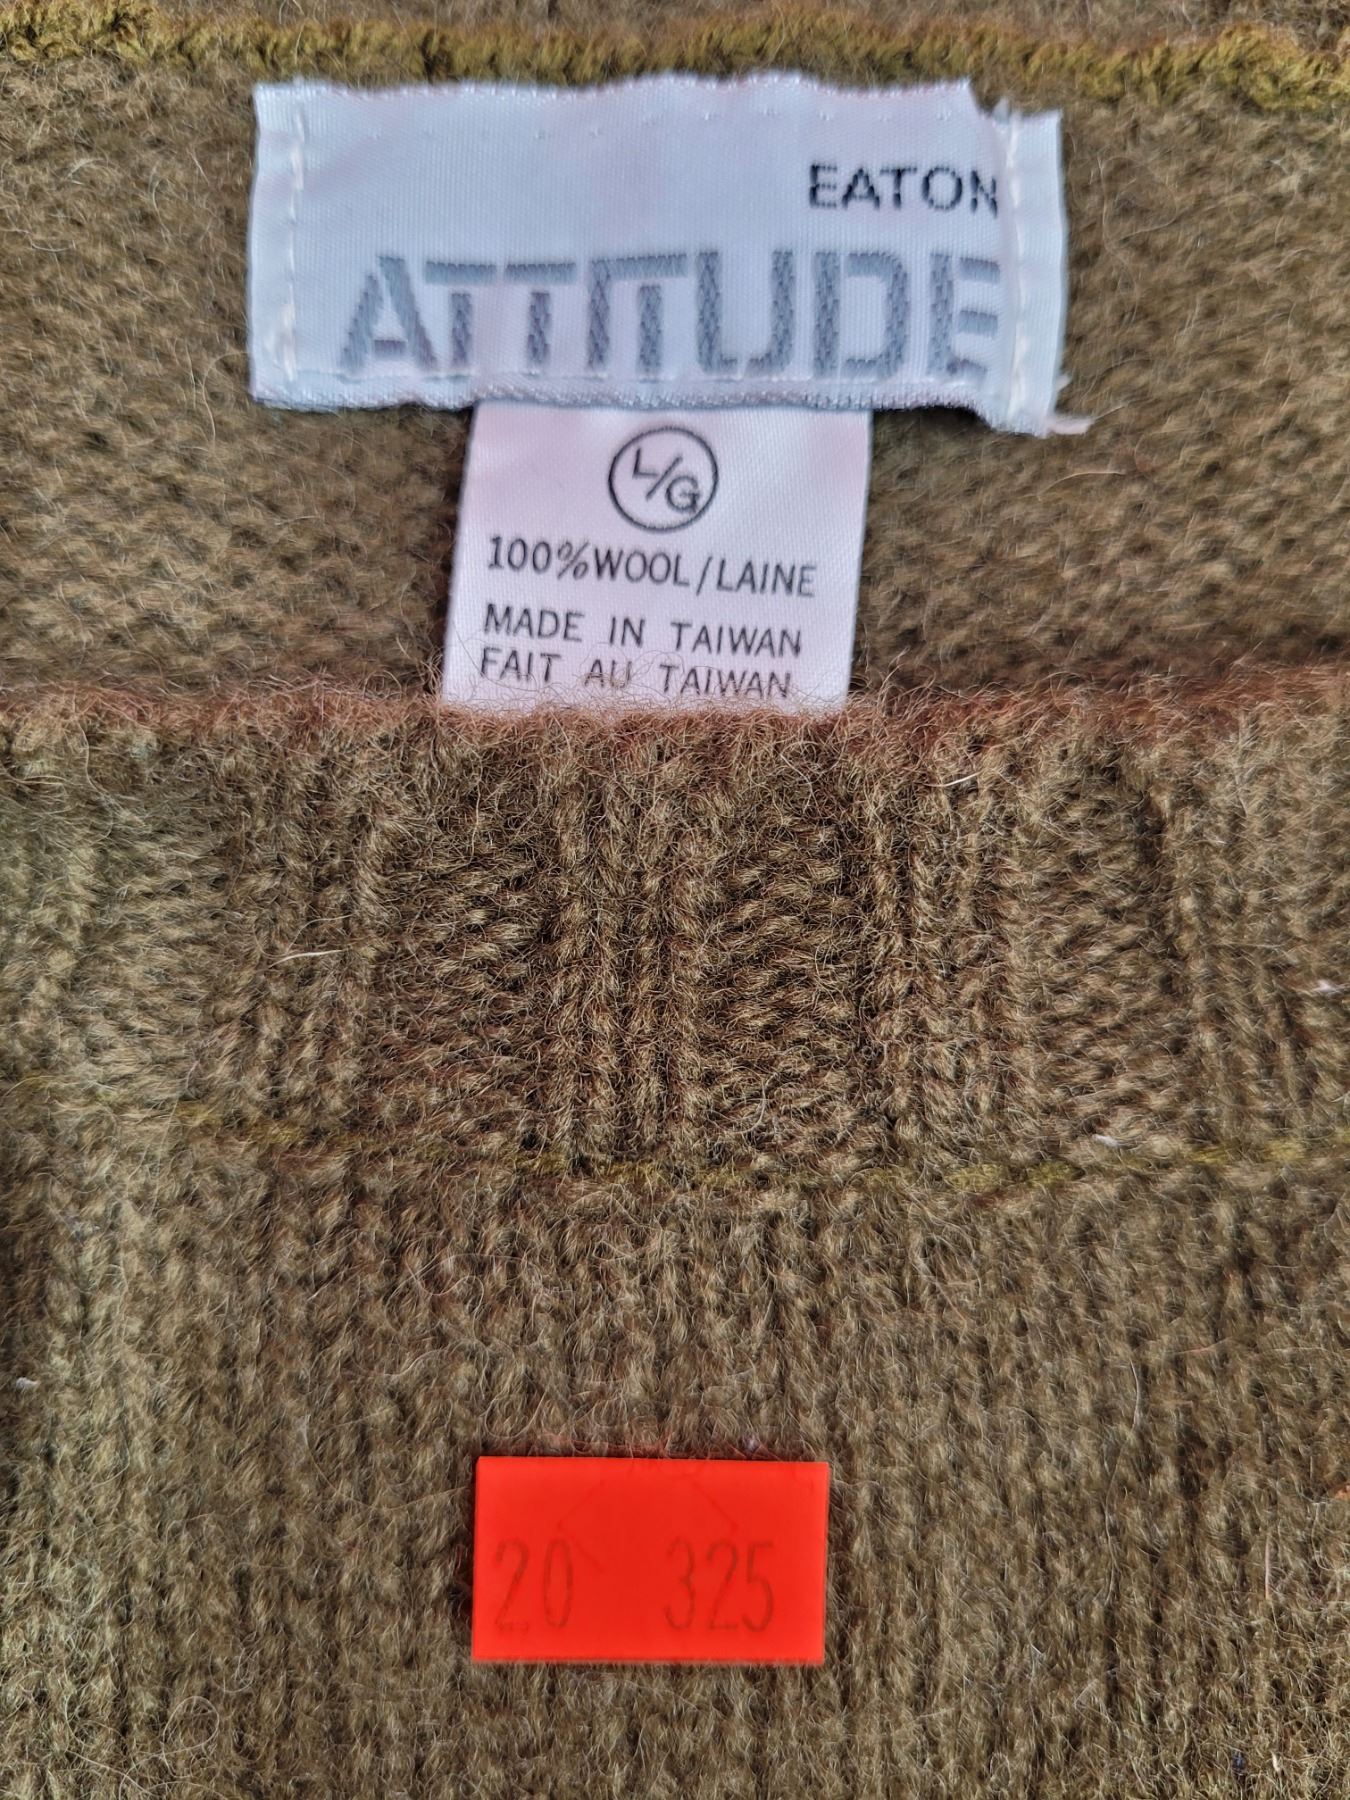 EATON
ATTITUDE
L/G
100%WOOL/LAINE
MADE IN TAIWAN
FAIT AU TAIWAN
20 325